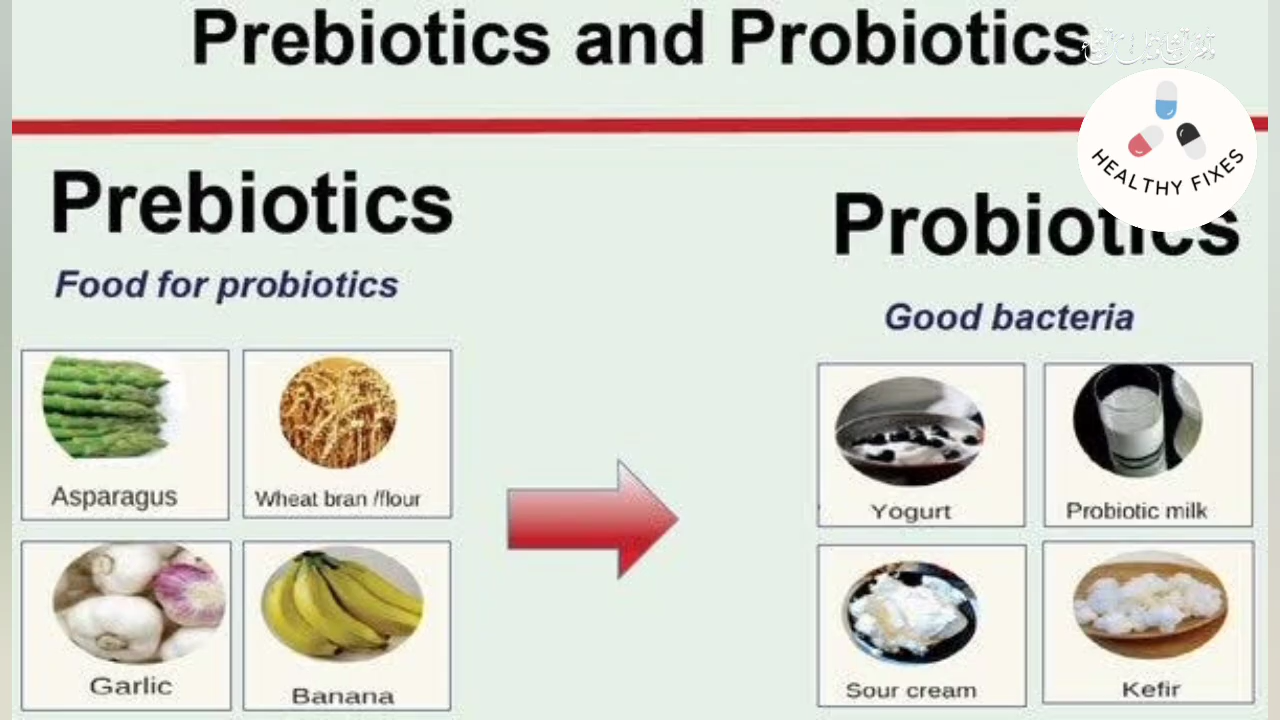 Prebiotics and Probiotics
HEALTHY FIXES
Prebiotics
Probiotics
Food for probiotics
Good bacteria
Asparagus
Wheat bran /flour
Yogurt
Probiotic milk
Garlic
Banana
Sour cream
Kefir